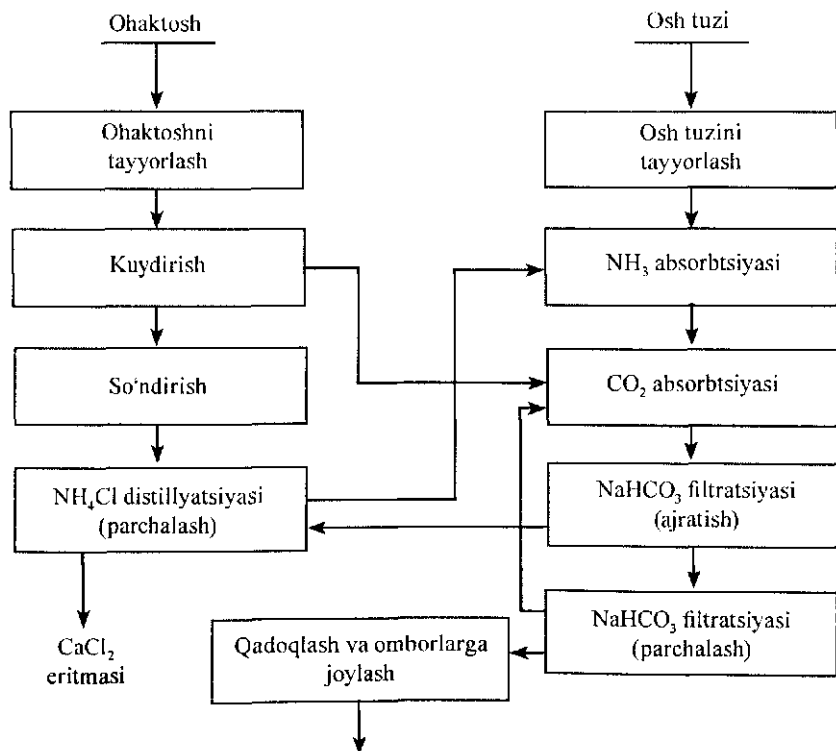 Ohaktosh
Osh tuzi
Ohaktoshni
tayyorlash
Osh tuzini
tayyorlash
Kuydirish
NH₃ absorbtsiyasi
So‘ndirish
CO₂ absorbtsiyasi
NH₄Cl distillyatsiyasi
(parchalash)
NaHCO₃ filtratsiyasi
(ajratish)
CaCl₂
eritmasi
Qadoqlash va omborlarga
joylash
NaHCO₃ filtratsiyasi
(parchalash)